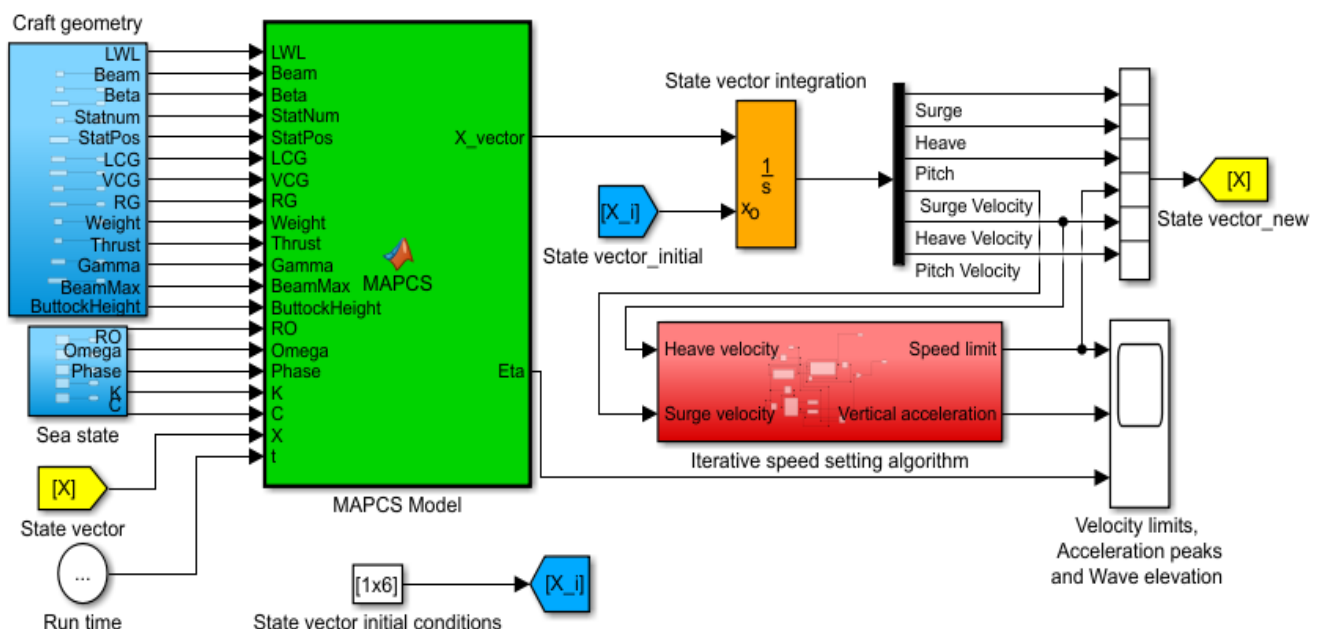 Craft geometry
LWL
Beam
Beta
Statnum
StatPos
LCG
VCG
RG
Weight
Thrust
Gamma
BeamMax
ButtockHeight
RO
Omega
Phase
K
C
Sea state
[X]
State vector
...
Run time
LWL
Beam
Beta
StatNum
StatPos
LCG
VCG
RG
Weight
Thrust
Gamma
BeamMax
ButtockHeight
RO
Omega
Phase
K
C
X
t
MAPCS
X_vector
Eta
MAPCS Model
[1x6]
[X_i]
State vector initial conditions
State vector integration
1
s
xo
[X_i]
State vector_initial
Surge
Heave
Pitch
Surge Velocity
Heave Velocity
Pitch Velocity
[X]
State vector_new
Heave velocity
Speed limit
Surge velocity
Vertical acceleration
Iterative speed setting algorithm
Velocity limits,
Acceleration peaks
and Wave elevation